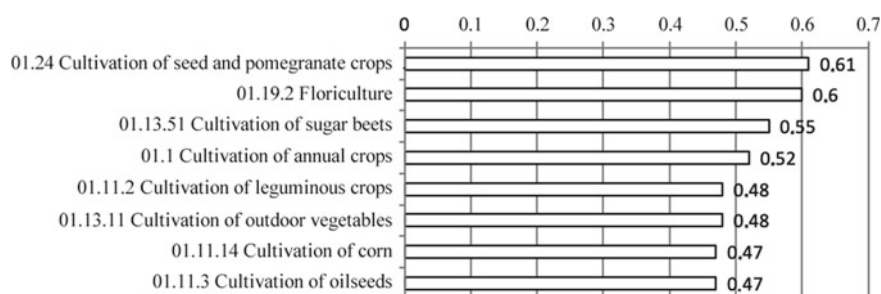 0 0.1 0.2 0.3 0.4 0.5 0.6 0.7
01.24 Cultivation of seed and pomegranate crops 0,61
01.19.2 Floriculture 0,6
01.13.51 Cultivation of sugar beets 0,55
01.1 Cultivation of annual crops 0,52
01.11.2 Cultivation of leguminous crops 0,48
01.13.11 Cultivation of outdoor vegetables 0,48
01.11.14 Cultivation of corn 0,47
01.11.3 Cultivation of oilseeds 0,47